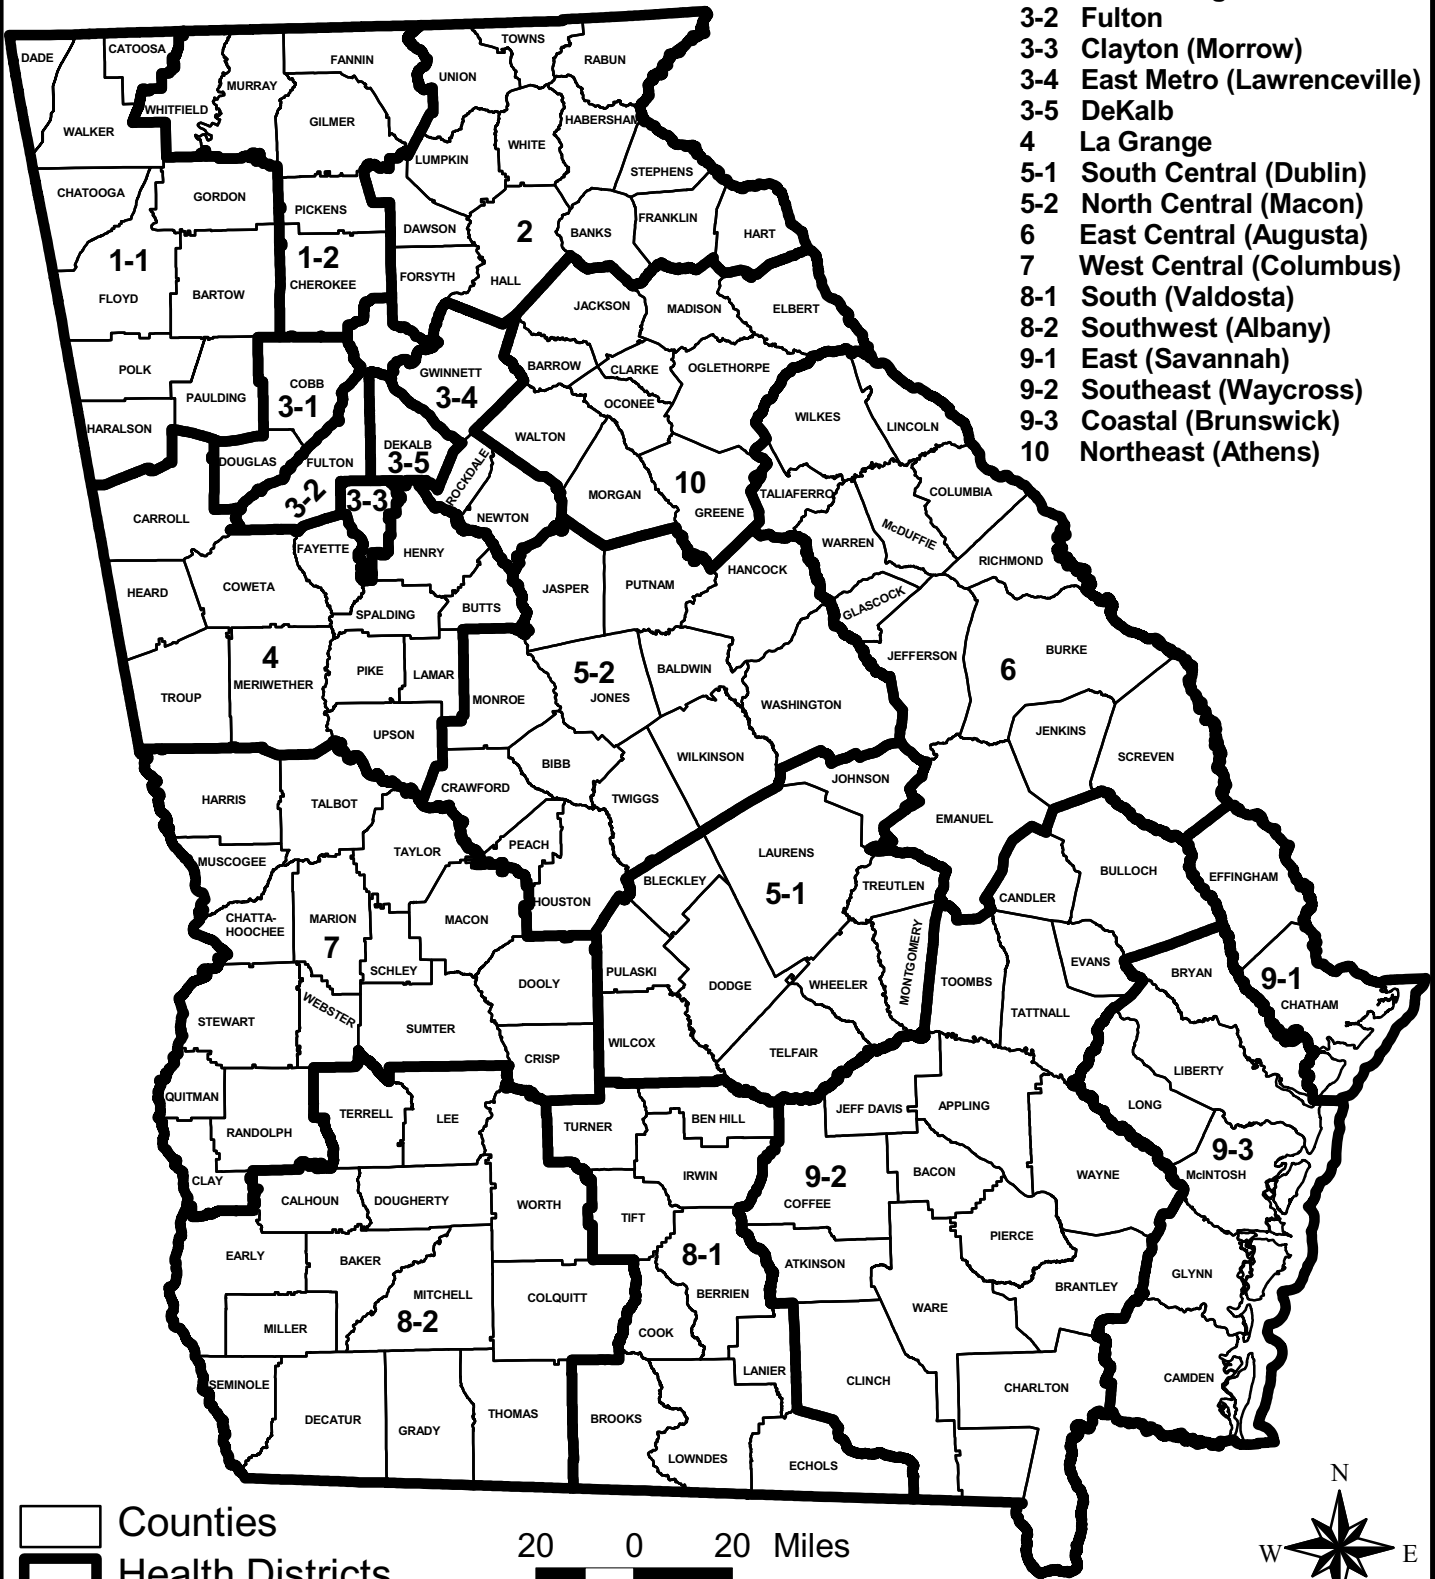 3-2 Fulton
3-3 Clayton (Morrow)
3-4 East Metro (Lawrenceville)
3-5 DeKalb
4 La Grange
5-1 South Central (Dublin)
5-2 North Central (Macon)
6 East Central (Augusta)
7 West Central (Columbus)
8-1 South (Valdosta)
8-2 Southwest (Albany)
9-1 East (Savannah)
9-2 Southeast (Waycross)
9-3 Coastal (Brunswick)
10 Northeast (Athens)
DADE
CATOOSA
WHITFIELD
MURRAY
FANNIN
UNION
TOWNS
RABUN
WALKER
GILMER
LUMPKIN
WHITE
HABERSHAM
STEPHENS
CHATOOGA
GORDON
PICKENS
DAWSON
BANKS
FRANKLIN
HART
1-1
1-2
2
FLOYD
BARTOW
CHEROKEE
FORSYTH
HALL
JACKSON
MADISON
ELBERT
POLK
PAULDING
COBB
3-1
GWINNETT
3-4
BARROW
CLARKE
OCONEE
OGLETHORPE
WILKES
LINCOLN
HARALSON
DOUGLAS
FULTON
3-2
DEKALB
3-5
3-3
ROCKDALE
WALTON
MORGAN
10
GREENE
TALIAFERRO
COLUMBIA
McDUFFIE
CARROLL
FAYETTE
HENRY
NEWTON
WARREN
RICHMOND
HEARD
COWETA
SPALDING
BUTTS
JASPER
PUTNAM
HANCOCK
GLASCOCK
TROUP
4
MERIWETHER
PIKE
LAMAR
MONROE
5-2
JONES
BALDWIN
WASHINGTON
JEFFERSON
6
BURKE
UPSON
BIBB
WILKINSON
JENKINS
SCREVEN
HARRIS
TALBOT
CRAWFORD
TWIGGS
JOHNSON
EMANUEL
MUSCOGEE
TAYLOR
PEACH
LAURENS
5-1
TREUTLEN
CANDLER
BULLOCH
EFFINGHAM
CHATTA-
HOOCHEE
MARION
7
MACON
HOUSTON
BLECKLEY
SCHLEY
DOOLY
PULASKI
DODGE
WHEELER
MONTGOMERY
TOOMBS
TATTNALL
EVANS
BRYAN
9-1
CHATHAM
STEWART
WEBSTER
SUMTER
CRISP
WILCOX
TELFAIR
LIBERTY
QUITMAN
RANDOLPH
TERRELL
LEE
TURNER
BEN HILL
JEFF DAVIS
APPLING
LONG
CLAY
CALHOUN
DOUGHERTY
WORTH
TIFT
IRWIN
9-2
COFFEE
BACON
WAYNE
9-3
McINTOSH
EARLY
BAKER
MITCHELL
8-2
COLQUITT
8-1
BERRIEN
ATKINSON
PIERCE
BRANTLEY
GLYNN
MILLER
COOK
WARE
SEMINOLE
DECATUR
GRADY
THOMAS
BROOKS
LANIER
LOWNDES
ECHOLS
CLINCH
CHARLTON
CAMDEN
Counties
Health Districts
20 0 20 Miles
N
W E